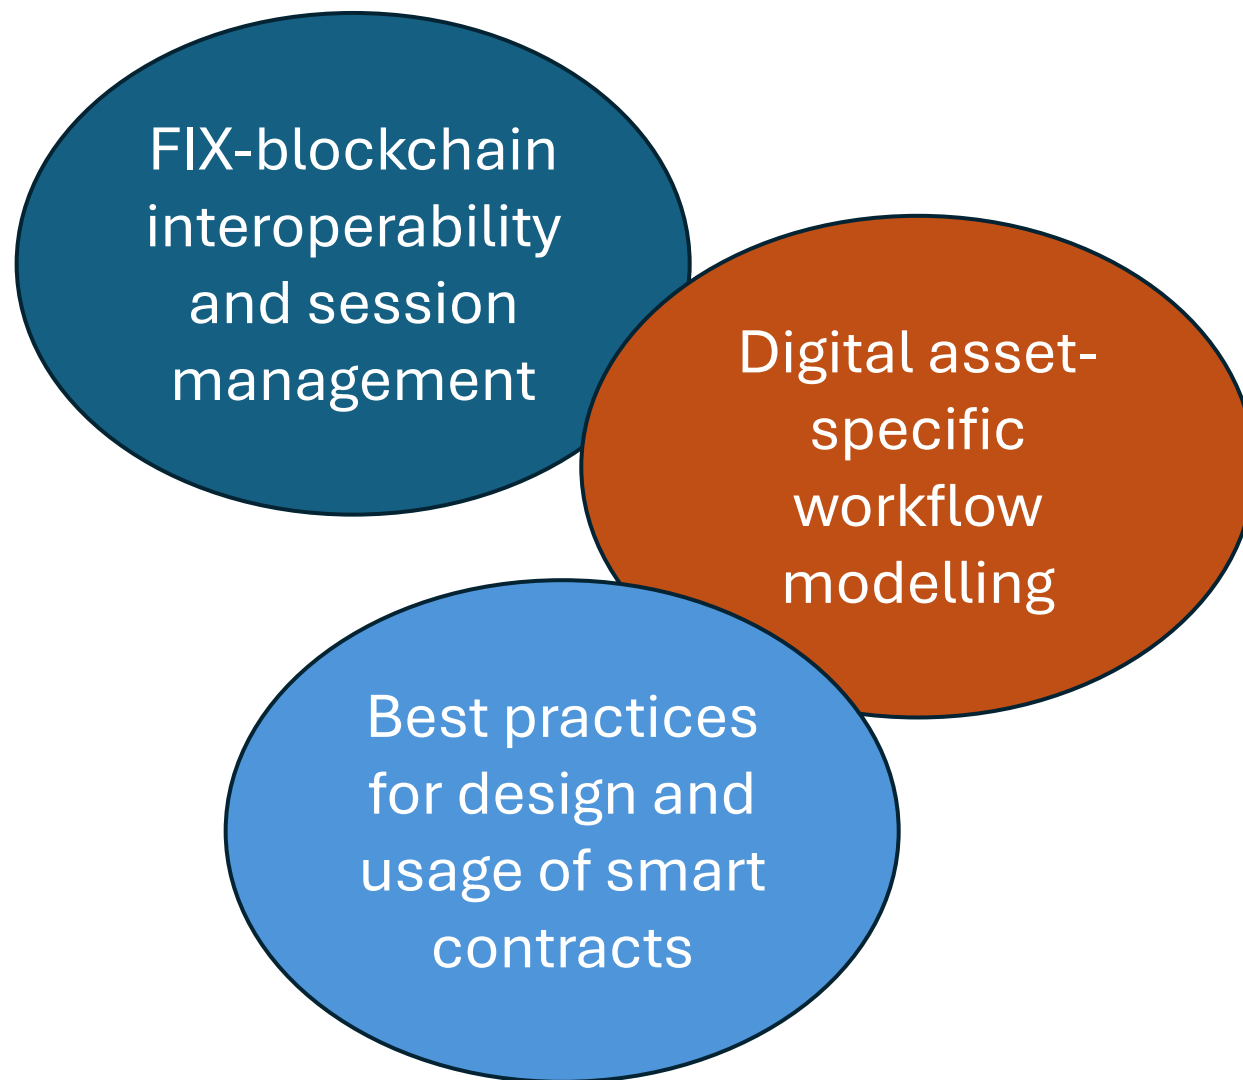 FIX-blockchain
interoperability
and session
management
Digital asset-
specific
workflow
modelling
Best practices
for design and
usage of smart
contracts